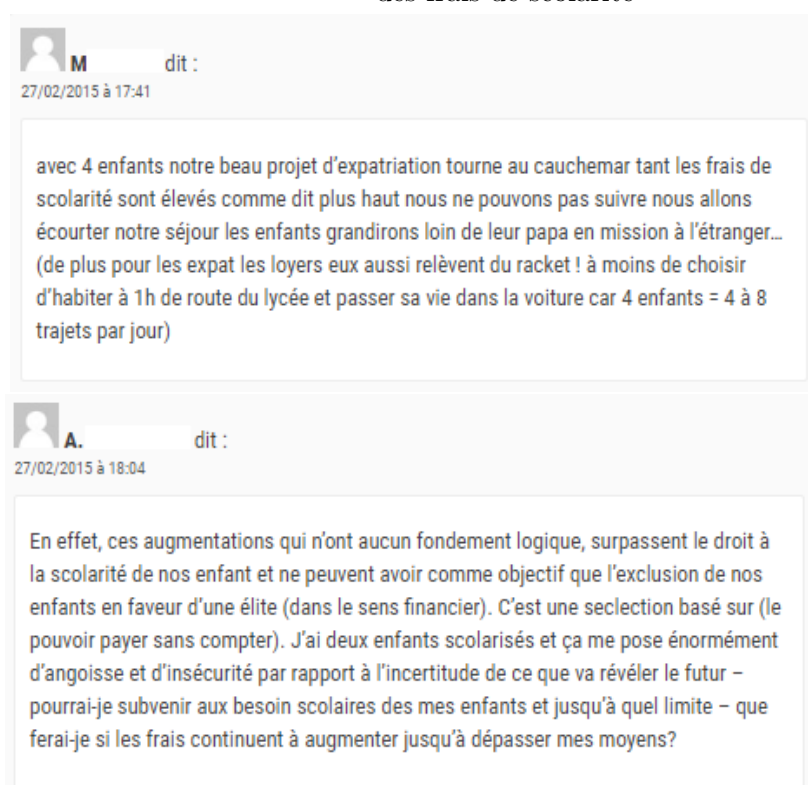 des frais de scolarité
M dit :
27/02/2015 à 17:41
avec 4 enfants notre beau projet d'expatriation tourne au cauchemar tant les frais de
scolarité sont élevés comme dit plus haut nous ne pouvons pas suivre nous allons
écourter notre séjour les enfants grandirons loin de leur papa en mission à l'étranger…
(de plus pour les expat les loyers eux aussi relèvent du racket ! à moins de choisir
d'habiter à 1h de route du lycée et passer sa vie dans la voiture car 4 enfants = 4 à 8
trajets par jour)
A. dit :
27/02/2015 à 18:04
En effet, ces augmentations qui n'ont aucun fondement logique, surpassent le droit à
la scolarité de nos enfant et ne peuvent avoir comme objectif que l'exclusion de nos
enfants en faveur d'une élite (dans le sens financier). C'est une seclection basé sur (le
pouvoir payer sans compter). J'ai deux enfants scolarisés et ça me pose énormément
d'angoisse et d'insécurité par rapport à l'incertitude de ce que va révéler le futur –
pourrai-je subvenir aux besoin scolaires des mes enfants et jusqu'à quel limite – que
ferai-je si les frais continuent à augmenter jusqu'à dépasser mes moyens?